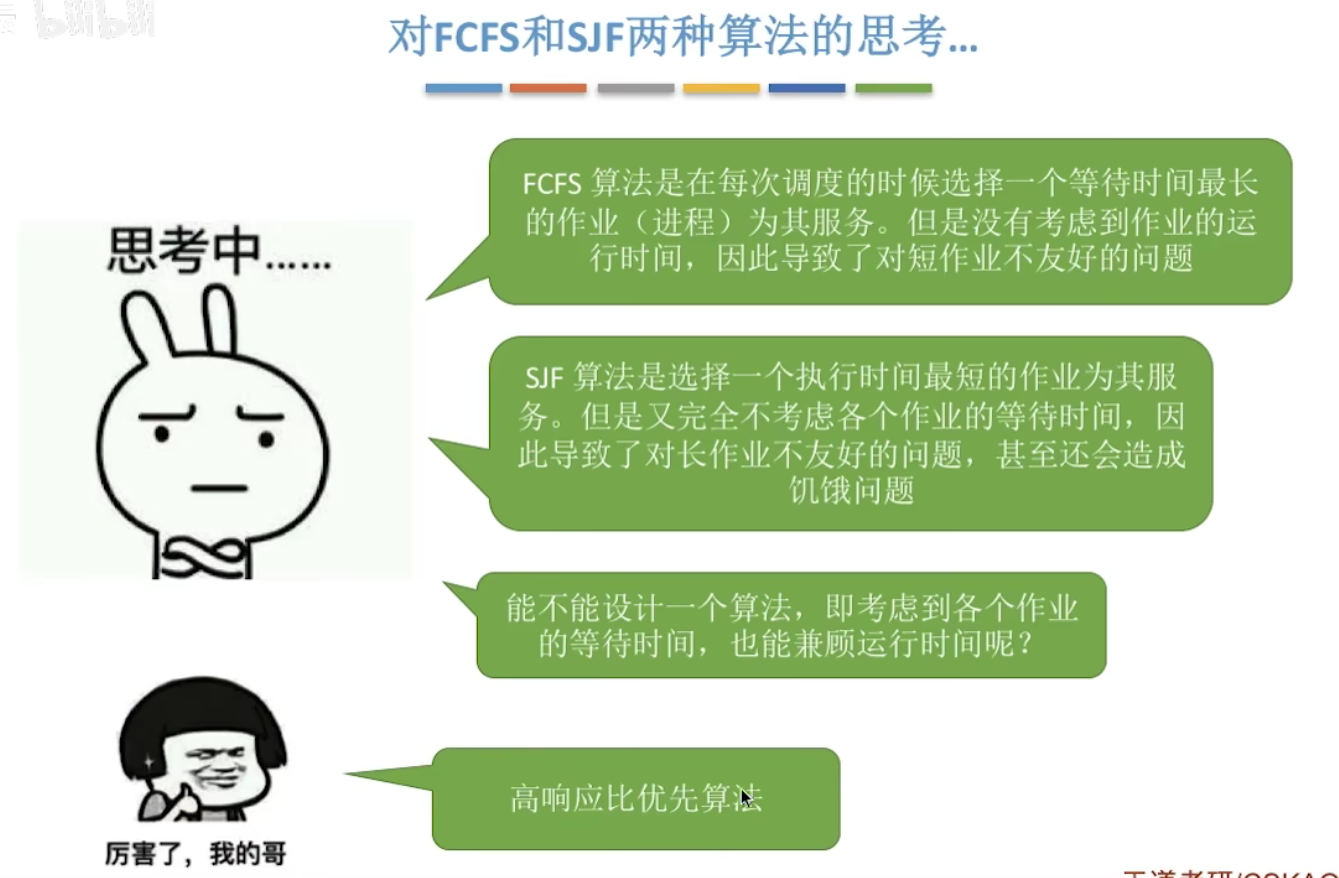 bilibili
对FCFS和SJF两种算法的思考...
FCFS 算法是在每次调度的时候选择一个等待时间最长
的作业（进程）为其服务。但是没有考虑到作业的运
行时间，因此导致了对短作业不友好的问题
思考中......
SJF 算法是选择一个执行时间最短的作业为其服
务。但是又完全不考虑各个作业的等待时间，因
此导致了对长作业不友好的问题，甚至还会造成
饥饿问题
能不能设计一个算法，即考虑到各个作业
的等待时间，也能兼顾运行时间呢？
高响应比优先算法
厉害了，我的哥